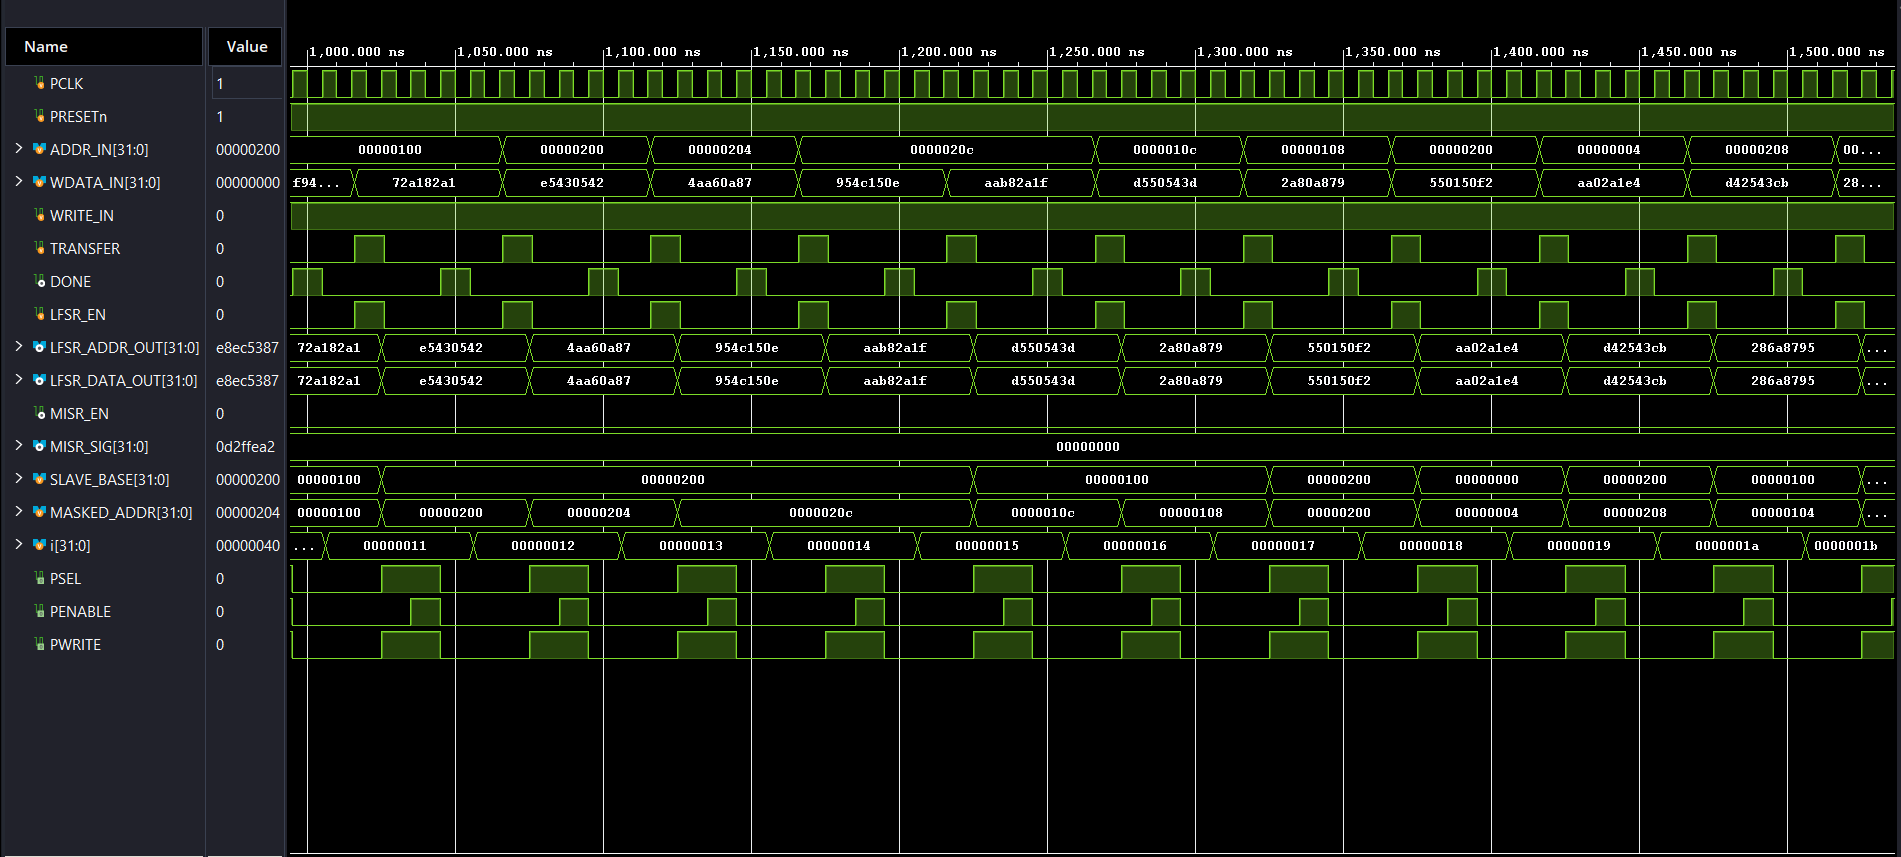 Name Value
1,000.000 ns 1,050.000 ns 1,100.000 ns 1,150.000 ns 1,200.000 ns 1,250.000 ns 1,300.000 ns 1,350.000 ns 1,400.000 ns 1,450.000 ns 1,500.000 ns
PCLK 1
PRESETn 1
ADDR_IN[31:0] 00000200 00000100 00000200 00000204 0000020c 0000010c 00000108 00000200 00000004 00000208 00...
WDATA_IN[31:0] 00000000 f94... 72a182a1 e5430542 4aa60a87 954c150e aab82a1f d550543d 2a80a879 550150f2 aa02a1e4 d42543cb 28...
WRITE_IN 0
TRANSFER 0
DONE 0
LFSR_EN 0
LFSR_ADDR_OUT[31:0] e8ec5387 72a182a1 e5430542 4aa60a87 954c150e aab82a1f d550543d 2a80a879 550150f2 aa02a1e4 d42543cb 286a8795 ...
LFSR_DATA_OUT[31:0] e8ec5387 72a182a1 e5430542 4aa60a87 954c150e aab82a1f d550543d 2a80a879 550150f2 aa02a1e4 d42543cb 286a8795 ...
MISR_EN 0
MISR_SIG[31:0] 0d2ffea2 00000000
SLAVE_BASE[31:0] 00000200 00000100 00000200 00000100 00000200 00000000 00000200 00000100 ...
MASKED_ADDR[31:0] 00000204 00000100 00000200 00000204 0000020c 0000010c 00000108 00000200 00000004 00000208 00000104 ...
i[31:0] 00000040 ... 00000011 00000012 00000013 00000014 00000015 00000016 00000017 00000018 00000019 0000001a 0000001b
PSEL 0
PENABLE 0
PWRITE 0